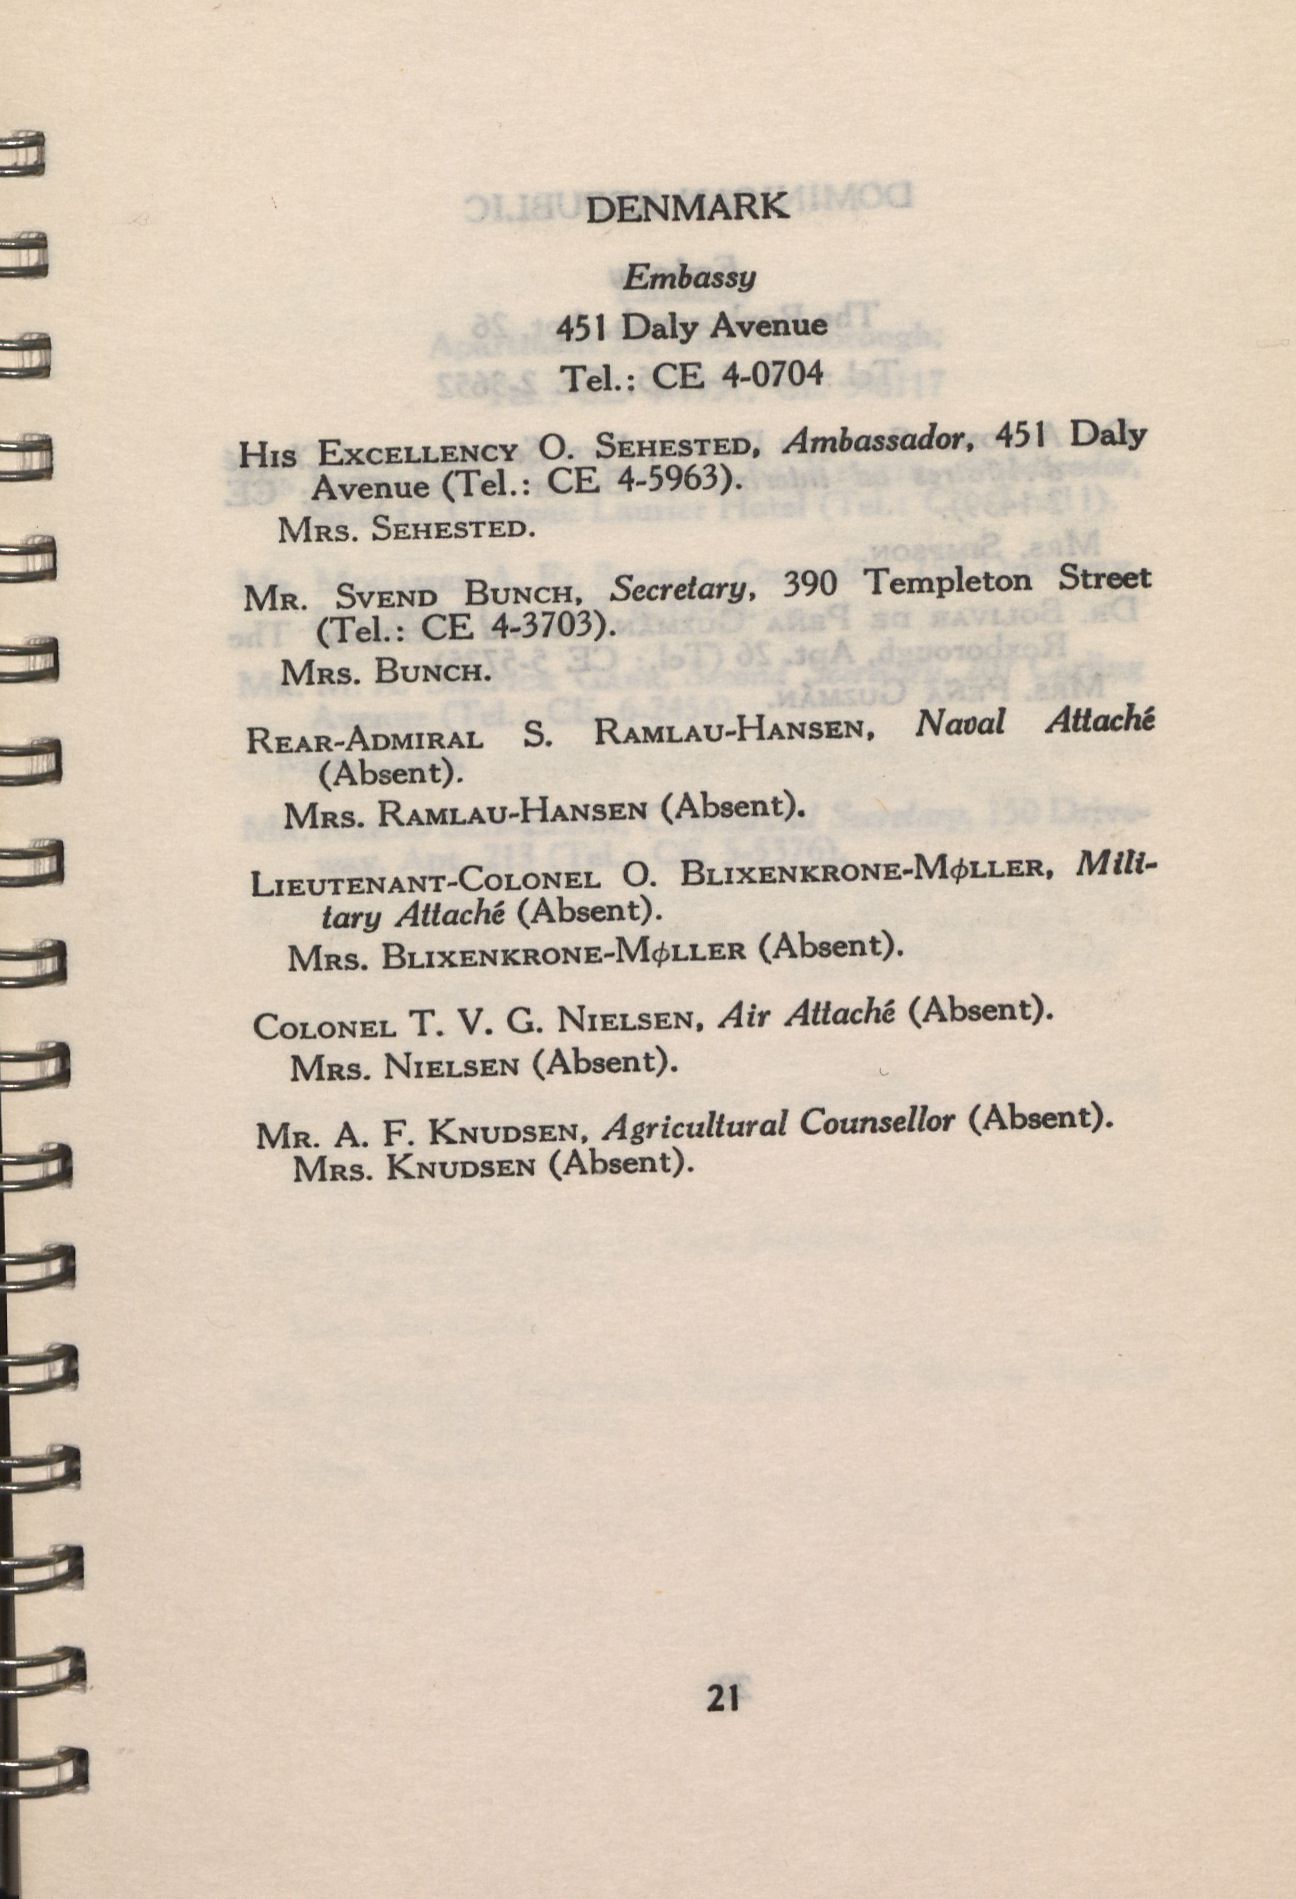 DENMARK
Embassy
451 Daly Avenue
Tel.: CE 4-0704
His Excellency O. Sehested, Ambassador, 451 Daly
Avenue (Tel.: CE 4-5963).
Mrs. Sehested.
Mr. Svend Bunch, Secretary, 390 Templeton Street
(Tel.: CE 4-3703).
Mrs. Bunch.
Rear-Admiral S. Ramlau-Hansen, Naval Attaché
(Absent).
Mrs. Ramlau-Hansen (Absent).
Lieutenant-Colonel O. Blixenkrone-Mϕller, Mili-
tary Attaché (Absent).
Mrs. Blixenkrone-Mϕller (Absent).
Colonel T. V. G. Nielsen, Air Attaché (Absent).
Mrs. Nielsen (Absent).
Mr. A. F. Knudsen, Agricultural Counsellor (Absent).
Mrs. Knudsen (Absent).
21